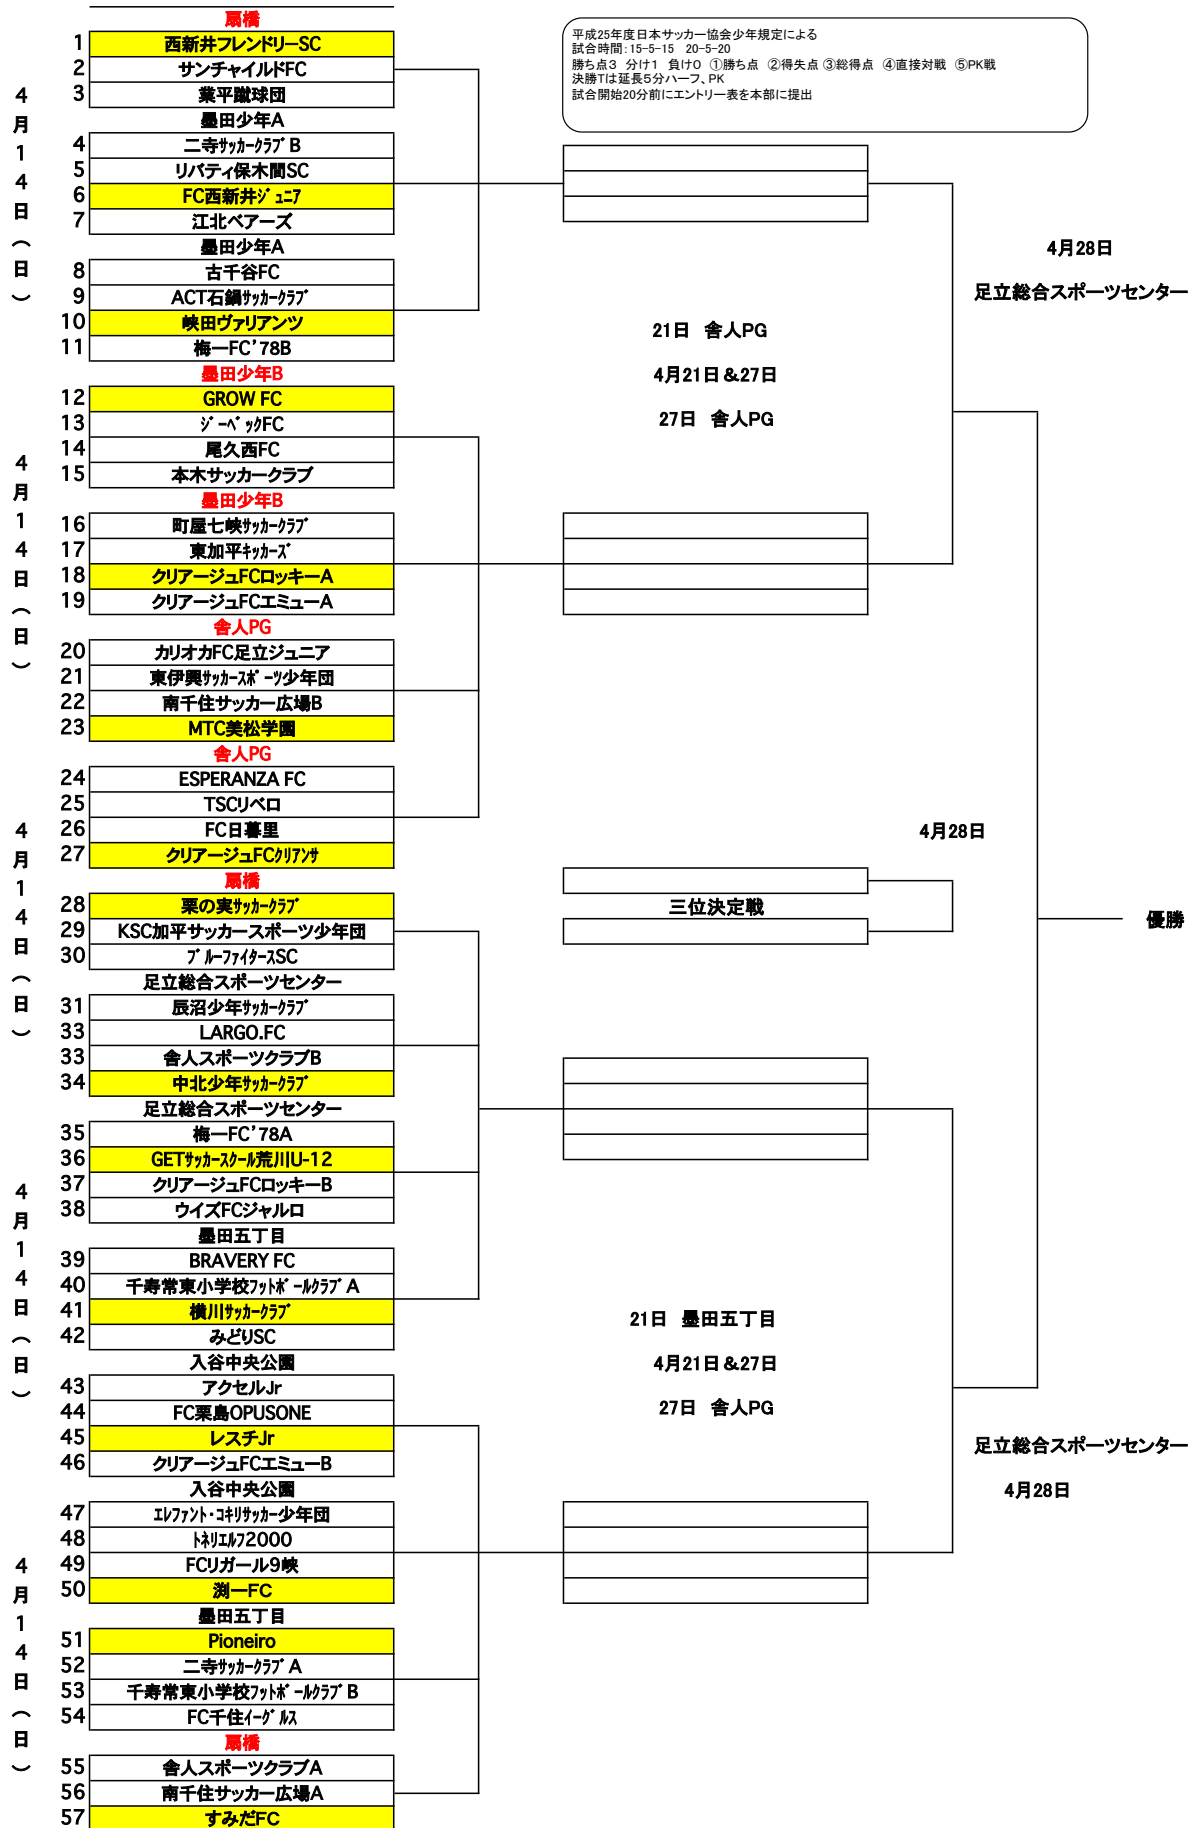 扇橋
1 西新井フレンドリーSC
2 サンチャイルドFC
3 業平蹴球団
墨田少年A
4 二寺サッカークラブB
5 リバティ保木間SC
6 FC西新井ジュニア
7 江北ベアーズ
墨田少年A
8 古千谷FC
9 ACT石鍋サッカークラブ
10 峡田ヴァリアンツ
11 梅一FC'78B
墨田少年B
12 GROW FC
13 ジーベックFC
14 尾久西FC
15 本木サッカークラブ
墨田少年B
16 町屋七峡サッカークラブ
17 東加平キッカーズ
18 クリアージュFCロッキーA
19 クリアージュFCエミューA
舎人PG
20 カリオカFC足立ジュニア
21 東伊興サッカースポーツ少年団
22 南千住サッカー広場B
23 MTC美松学園
舎人PG
24 ESPERANZA FC
25 TSCリベロ
26 FC日暮里
27 クリアージュFCクリアンサ
扇橋
28 栗の実サッカークラブ
29 KSC加平サッカースポーツ少年団
30 ブルーファイタースSC
足立総合スポーツセンター
31 辰沼少年サッカークラブ
33 LARGO.FC
33 舎人スポーツクラブB
34 中北少年サッカークラブ
足立総合スポーツセンター
35 梅一FC'78A
36 GETサッカースクール荒川U-12
37 クリアージュFCロッキーB
38 ウイズFCジャルロ
墨田五丁目
39 BRAVERY FC
40 千寿常東小学校フットボールクラブA
41 横川サッカークラブ
42 みどりSC
入谷中央公園
43 アクセルJr
44 FC栗島OPUSONE
45 レスチJr
46 クリアージュFCエミューB
入谷中央公園
47 エレファント・コキリサッカー少年団
48 トネリエルフ2000
49 FCリガール9峡
50 渕一FC
墨田五丁目
51 Pioneiro
52 二寺サッカークラブA
53 千寿常東小学校フットボールクラブB
54 FC千住イーグルス
扇橋
55 舎人スポーツクラブA
56 南千住サッカー広場A
57 すみだFC
4月14日(日)
4月14日(日)
4月14日(日)
4月14日(日)
4月14日(日)
平成25年度日本サッカー協会少年規定による
試合時間:15-5-15 20-5-20
勝ち点3 分け1 負け0 ①勝ち点 ②得失点 ③総得点 ④直接対戦 ⑤PK戦
決勝Tは延長5分ハーフ、PK
試合開始20分前にエントリー表を本部に提出
4月28日
足立総合スポーツセンター
21日 舎人PG
4月21日&27日
27日 舎人PG
4月28日
三位決定戦
優勝
21日 墨田五丁目
4月21日&27日
27日 舎人PG
足立総合スポーツセンター
4月28日